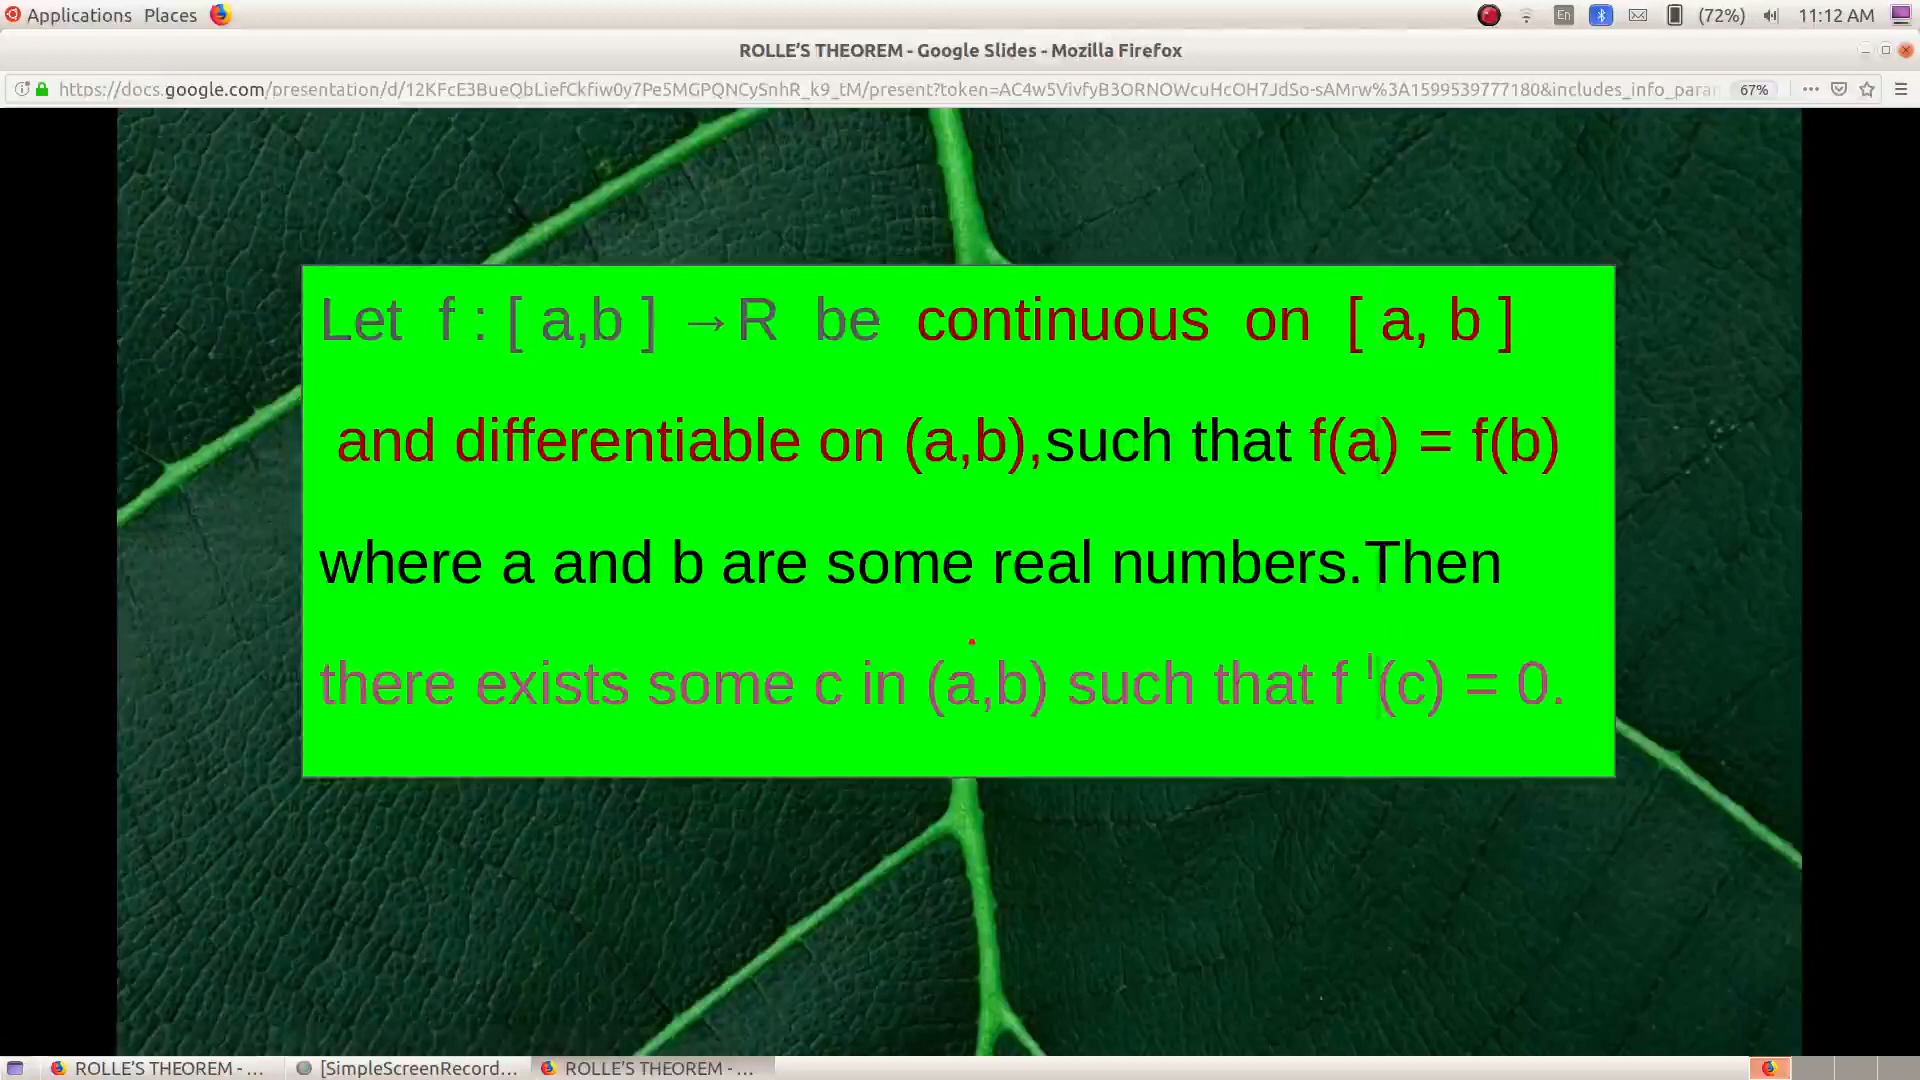 Applications Places
En (72%) 11:12 AM
ROLLE’S THEOREM - Google Slides - Mozilla Firefox
https://docs.google.com/presentation/d/12KFcE3BueQbLiefCkfiw0y7Pe5MGPQNCySnhR_k9_tM/present?token=AC4w5VivfyB3ORNOWcuHcOH7JdSo-sAMrw%3A1599539777180&includes_info_para 67%
Let f : [ a,b ] →R be continuous on [ a, b ]
and differentiable on (a,b),such that f(a) = f(b)
where a and b are some real numbers.Then
there exists some c in (a,b) such that f '(c) = 0.
ROLLE’S THEOREM - ... [SimpleScreenRecord... ROLLE’S THEOREM - ...